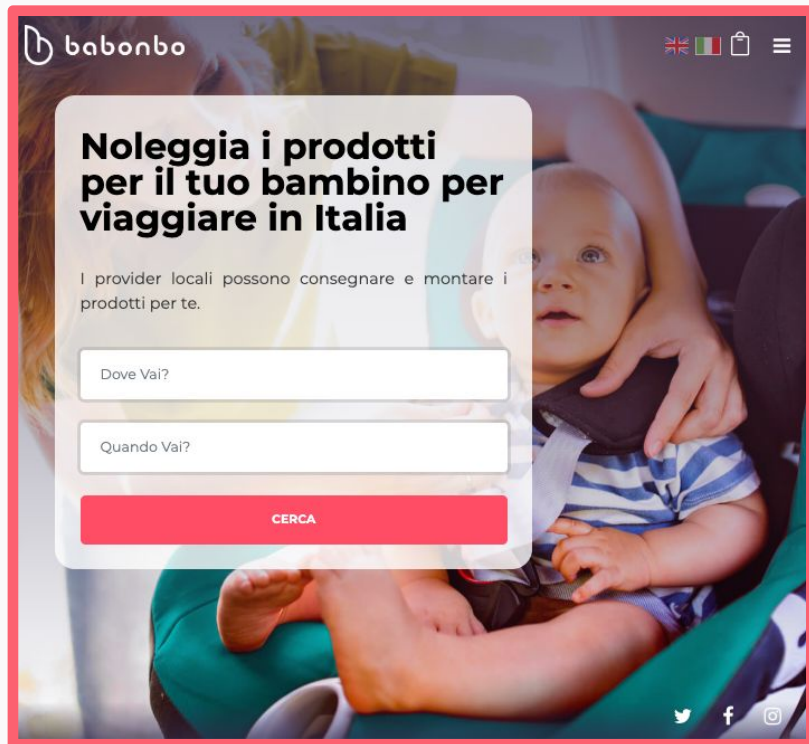 babonbo
Noleggia i prodotti
per il tuo bambino per
viaggiare in Italia
I provider locali possono consegnare e montare i
prodotti per te.
Dove Vai?
Quando Vai?
CERCA